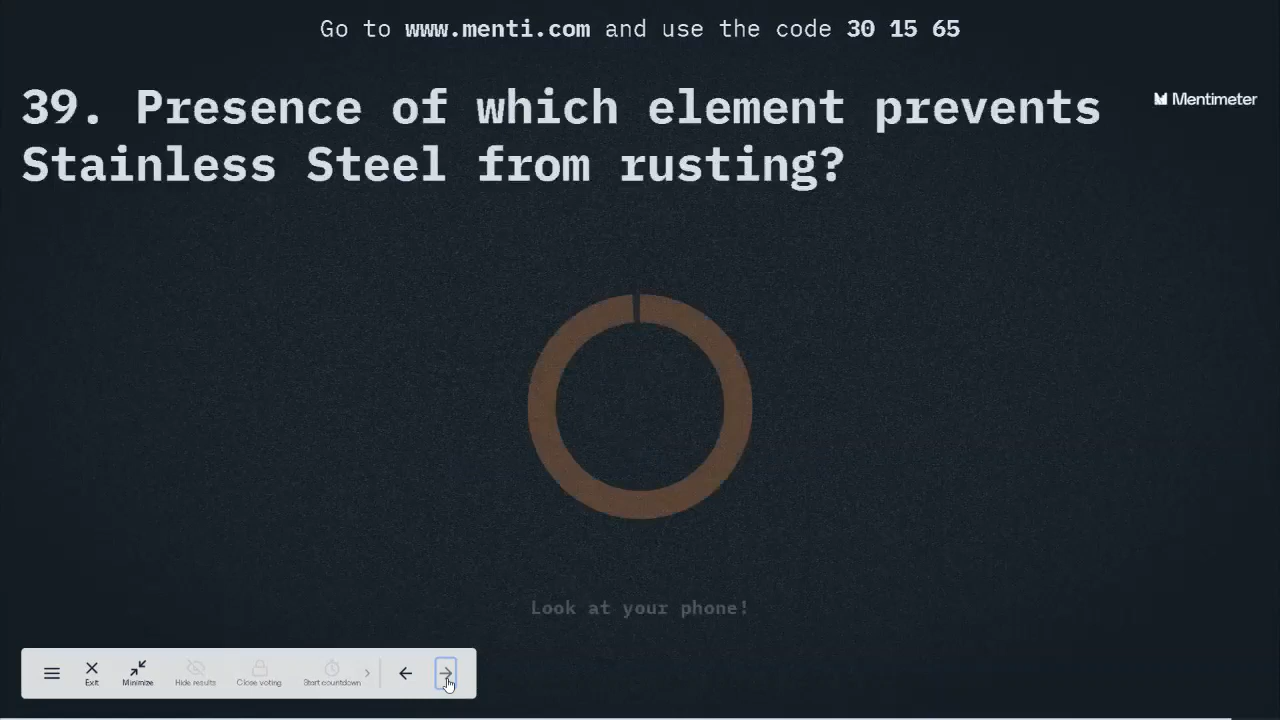 Go to www.menti.com and use the code 30 15 65
39. Presence of which element prevents
Stainless Steel from rusting?
Mentimeter
Look at your phone!
Exit
Minimize
Hide results
Close voting
Start countdown